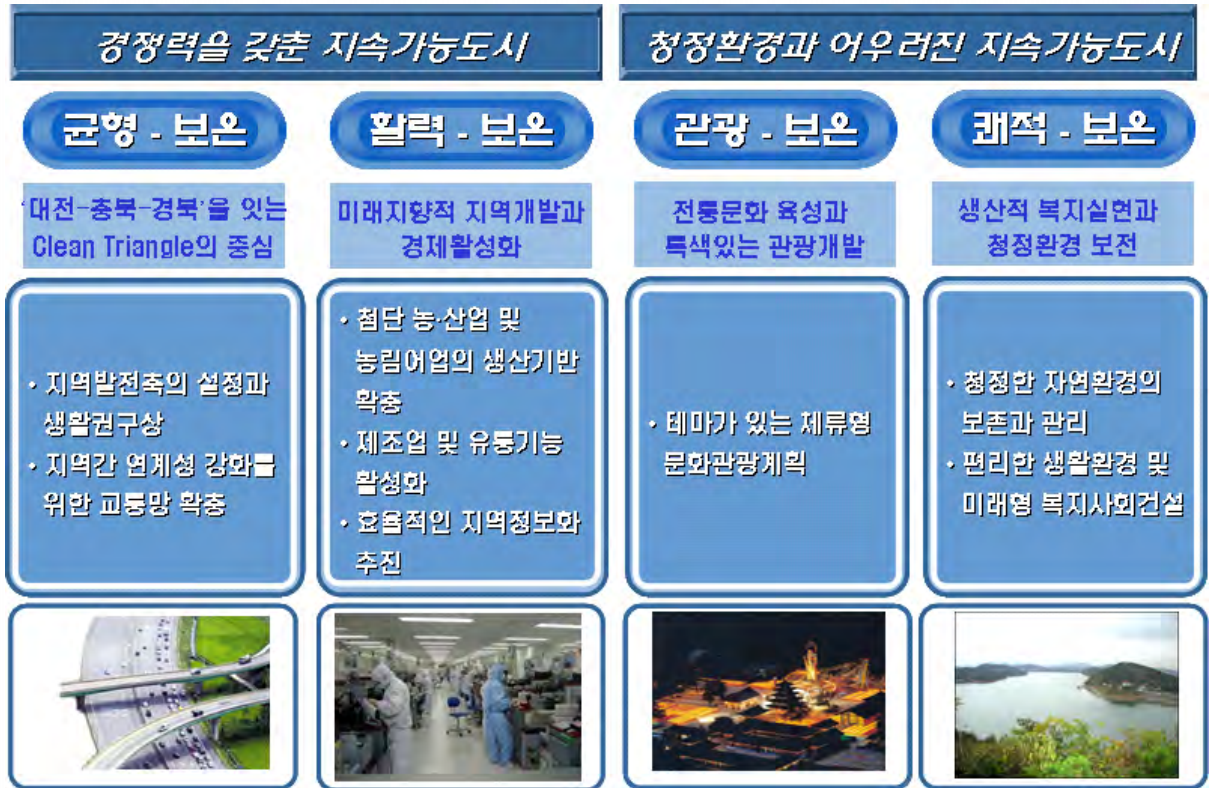 경쟁력을 갖춘 지속가능도시
청정환경과 어우러진 지속가능도시
균형 - 보은
활력 - 보은
관광 - 보은
쾌적 - 보은
'대전-충북-경북'을 잇는
Clean Triangle의 중심
미래지향적 지역개발과
경제활성화
전통문화 육성과
특색있는 관광개발
생산적 복지실현과
청정환경 보전
• 지역발전축의 설정과
생활권구상
• 지역간 연계성 강화를
위한 교통망 확충
• 첨단 농·산업 및
농림어업의 생산기반
확충
• 제조업 및 유통기능
활성화
• 효율적인 지역정보화
추진
• 테마가 있는 체류형
문화관광계획
• 청정한 자연환경의
보존과 관리
• 편리한 생활환경 및
미래형 복지사회건설